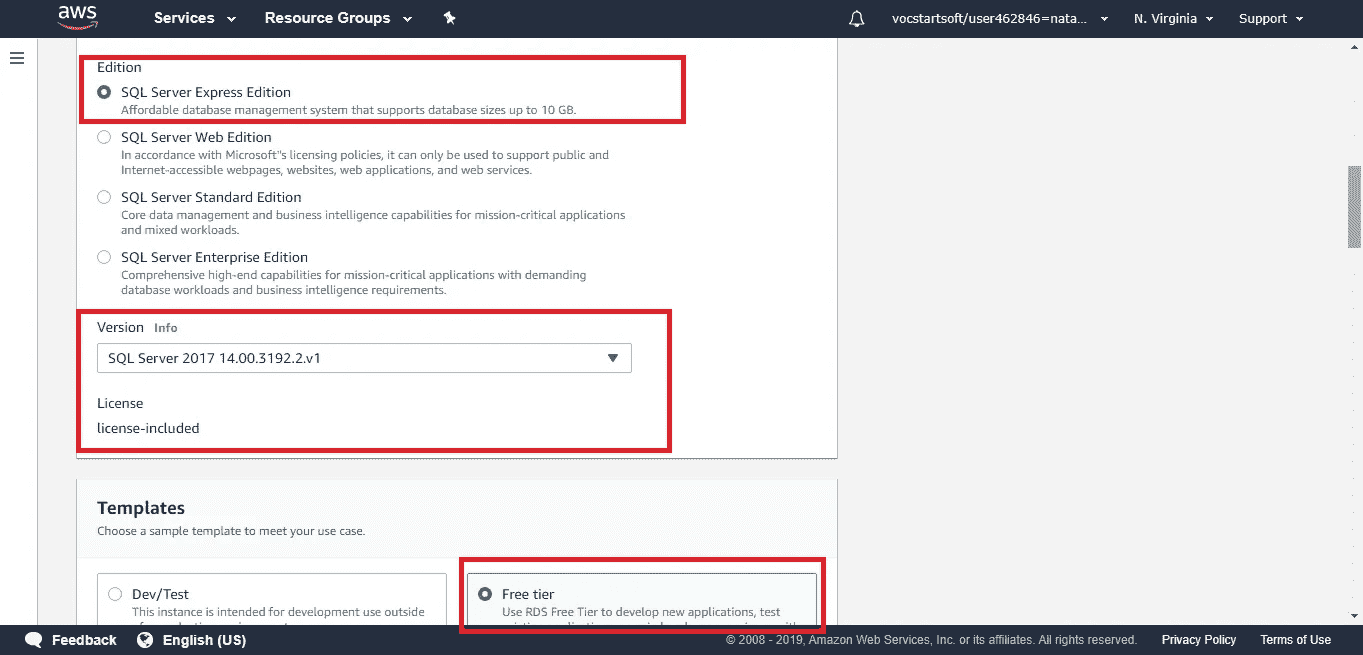 aws Services Resource Groups vocstartsoft/user462846=nata... N. Virginia Support
Edition
SQL Server Express Edition
Affordable database management system that supports database sizes up to 10 GB.
SQL Server Web Edition
In accordance with Microsoft"s licensing policies, it can only be used to support public and
Internet-accessible webpages, websites, web applications, and web services.
SQL Server Standard Edition
Core data management and business intelligence capabilities for mission-critical applications
and mixed workloads.
SQL Server Enterprise Edition
Comprehensive high-end capabilities for mission-critical applications with demanding
database workloads and business intelligence requirements.
Version Info
SQL Server 2017 14.00.3192.2.v1
License
license-included
Templates
Choose a sample template to meet your use case.
Dev/Test
This instance is intended for development use outside
Free tier
Use RDS Free Tier to develop new applications, test
Feedback English (US) © 2008 - 2019, Amazon Web Services, Inc. or its affiliates. All rights reserved. Privacy Policy Terms of Use